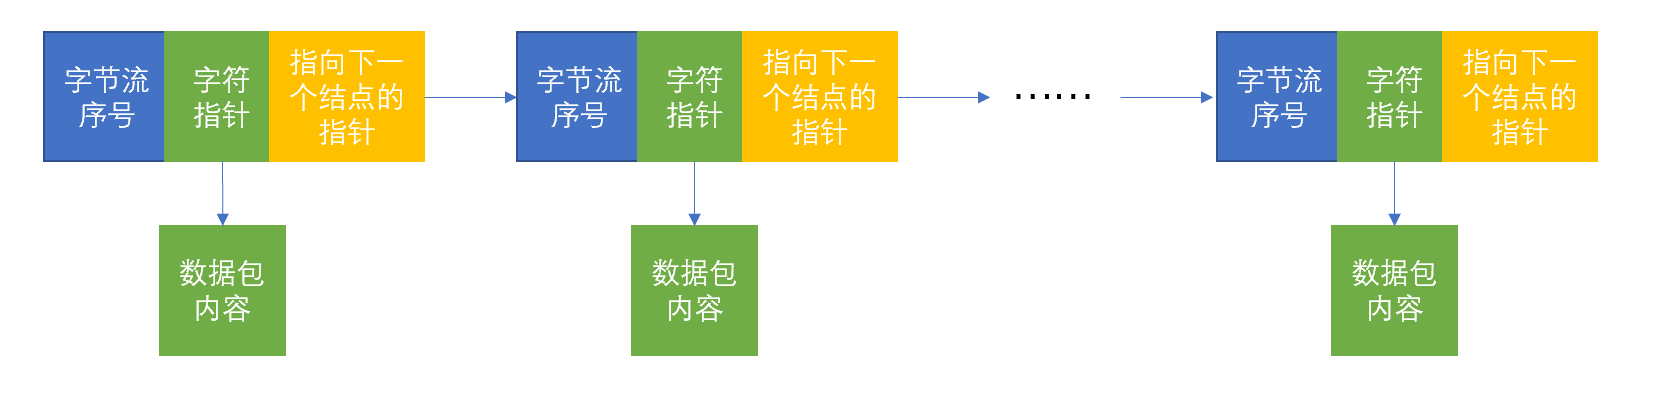 字节流
序号
字符
指针
指向下一
个结点的
指针
字节流
序号
字符
指针
指向下一
个结点的
指针
……
字节流
序号
字符
指针
指向下一
个结点的
指针
数据包
内容
数据包
内容
数据包
内容